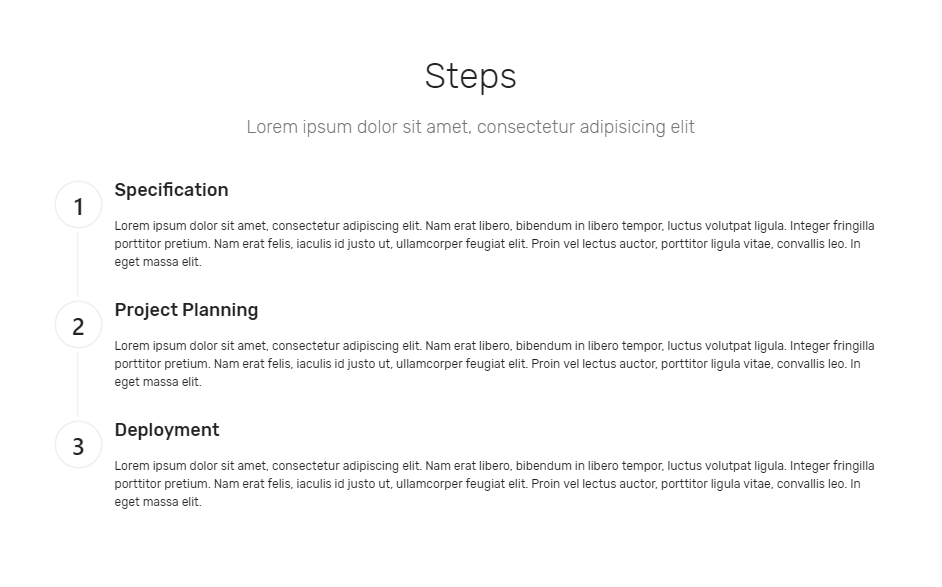 Steps
Lorem ipsum dolor sit amet, consectetur adipisicing elit
1
Specification
Lorem ipsum dolor sit amet, consectetur adipiscing elit. Nam erat libero, bibendum in libero tempor, luctus volutpat ligula. Integer fringilla
porttitor pretium. Nam erat felis, iaculis id justo ut, ullamcorper feugiat elit. Proin vel lectus auctor, porttitor ligula vitae, convallis leo. In
eget massa elit.
2
Project Planning
Lorem ipsum dolor sit amet, consectetur adipiscing elit. Nam erat libero, bibendum in libero tempor, luctus volutpat ligula. Integer fringilla
porttitor pretium. Nam erat felis, iaculis id justo ut, ullamcorper feugiat elit. Proin vel lectus auctor, porttitor ligula vitae, convallis leo. In
eget massa elit.
3
Deployment
Lorem ipsum dolor sit amet, consectetur adipiscing elit. Nam erat libero, bibendum in libero tempor, luctus volutpat ligula. Integer fringilla
porttitor pretium. Nam erat felis, iaculis id justo ut, ullamcorper feugiat elit. Proin vel lectus auctor, porttitor ligula vitae, convallis leo. In
eget massa elit.